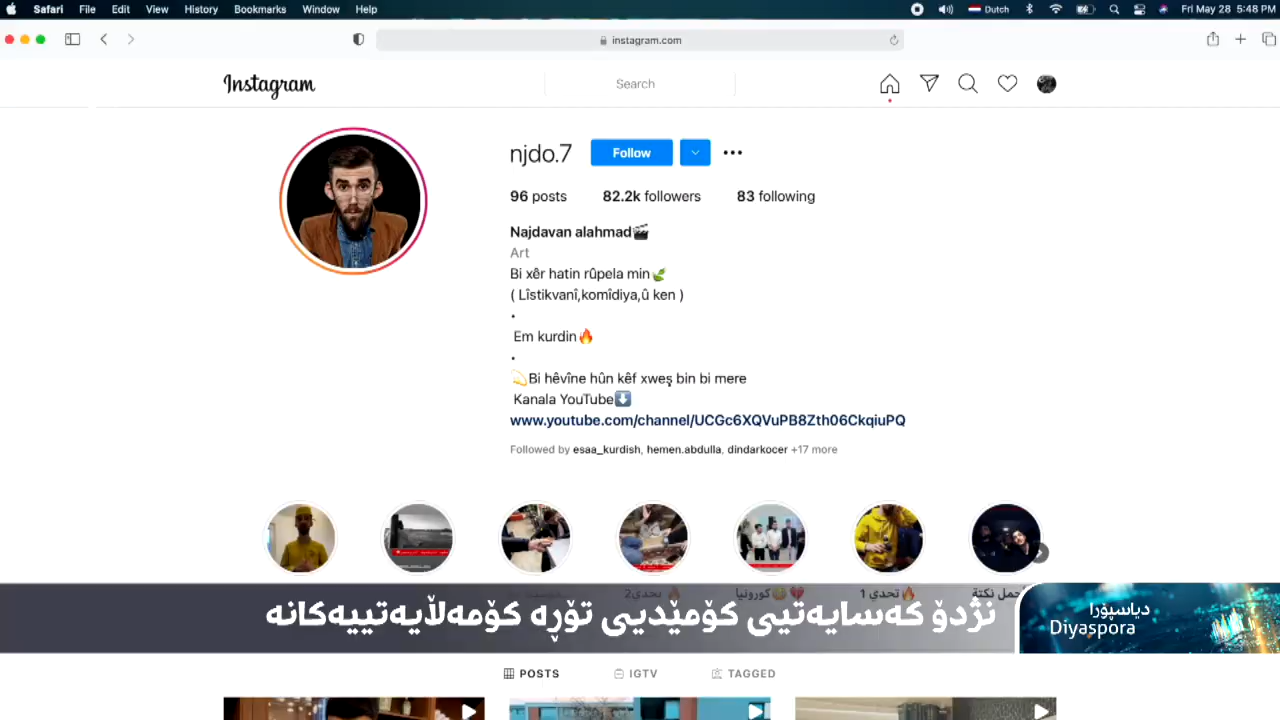 Safari File Edit View History Bookmarks Window Help Dutch Fri May 28 5:48 PM
instagram.com
Instagram
Search
njdo.7 Follow
96 posts 82.2k followers 83 following
Najdavan alahmad🎬
Art
Bi xêr hatin rûpela min🌿
( Lîstikvanî,komîdiya,û ken )
•
Em kurdin🔥
•
💫Bi hêvîne hûn kêf xweş bin bi mere
Kanala YouTube⬇️
www.youtube.com/channel/UCGc6XQVuPB8Zth06CkqiuPQ
Followed by esaa_kurdish, hemen.abdulla, dindarkocer +17 more
كورونيا
تحدي 1🔥
نكتة
نژدۆ کەسایەتیی کۆمێدیی تۆڕە کۆمەڵایەتییەکانە
دیاسپۆرا
Diyaspora
POSTS IGTV TAGGED